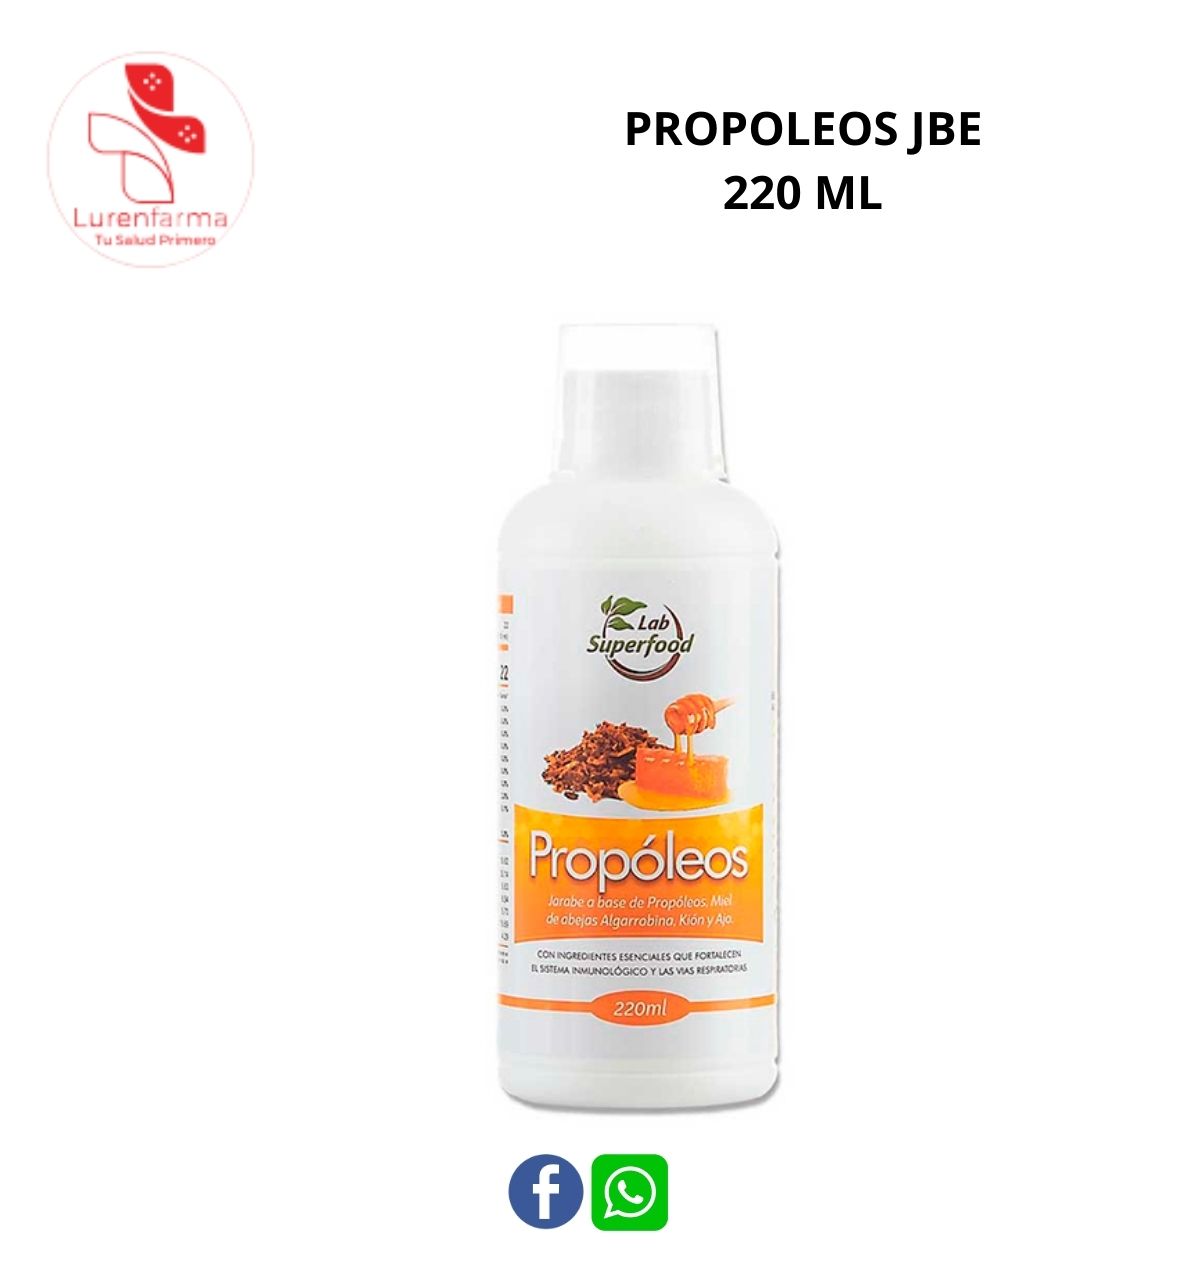 Lurenfarma
Tu Salud Primero
PROPOLEOS JBE
220 ML
Lab
Superfood
22
Propóleos
Jarabe a base de Propóleos, Miel
de abejas Algarrobina, Kión y Ajo.
CON INGREDIENTES ESENCIALES QUE FORTALECEN
EL SISTEMA INMUNOLÓGICO Y LAS VIAS RESPIRATORIAS
220ml